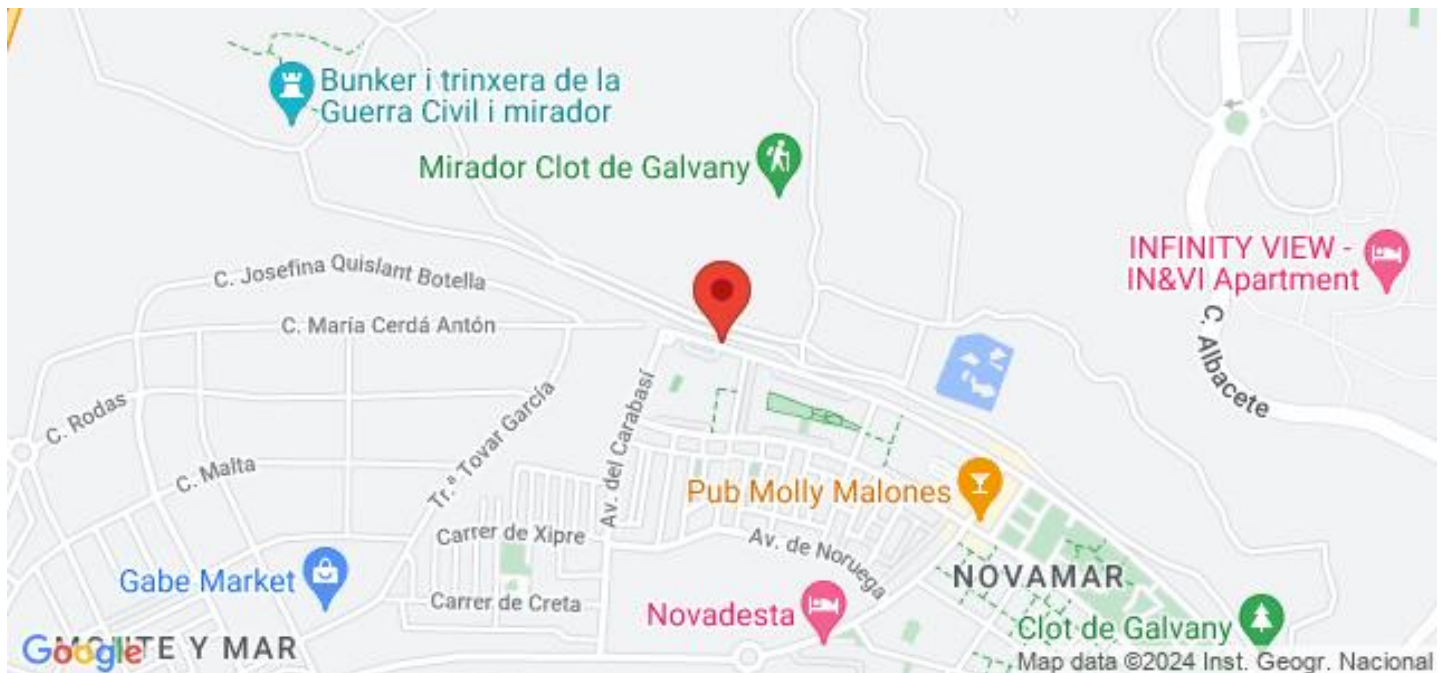 Bunker i trinxera de la
Guerra Civil i mirador
Mirador Clot de Galvany
INFINITY VIEW -
IN&VI Apartment
C. Josefina Quislant Botella
C. María Cerdá Antón
C. Albacete
C. Rodas
Av. del Carabasí
Tr.ª Tovar García
C. Malta
Pub Molly Malones
Carrer de Xipre
Av. de Noruega
Gabe Market
NOVAMAR
Carrer de Creta
Novadesta
Clot de Galvany
Google
TE Y MAR
Map data ©2024 Inst. Geogr. Nacional